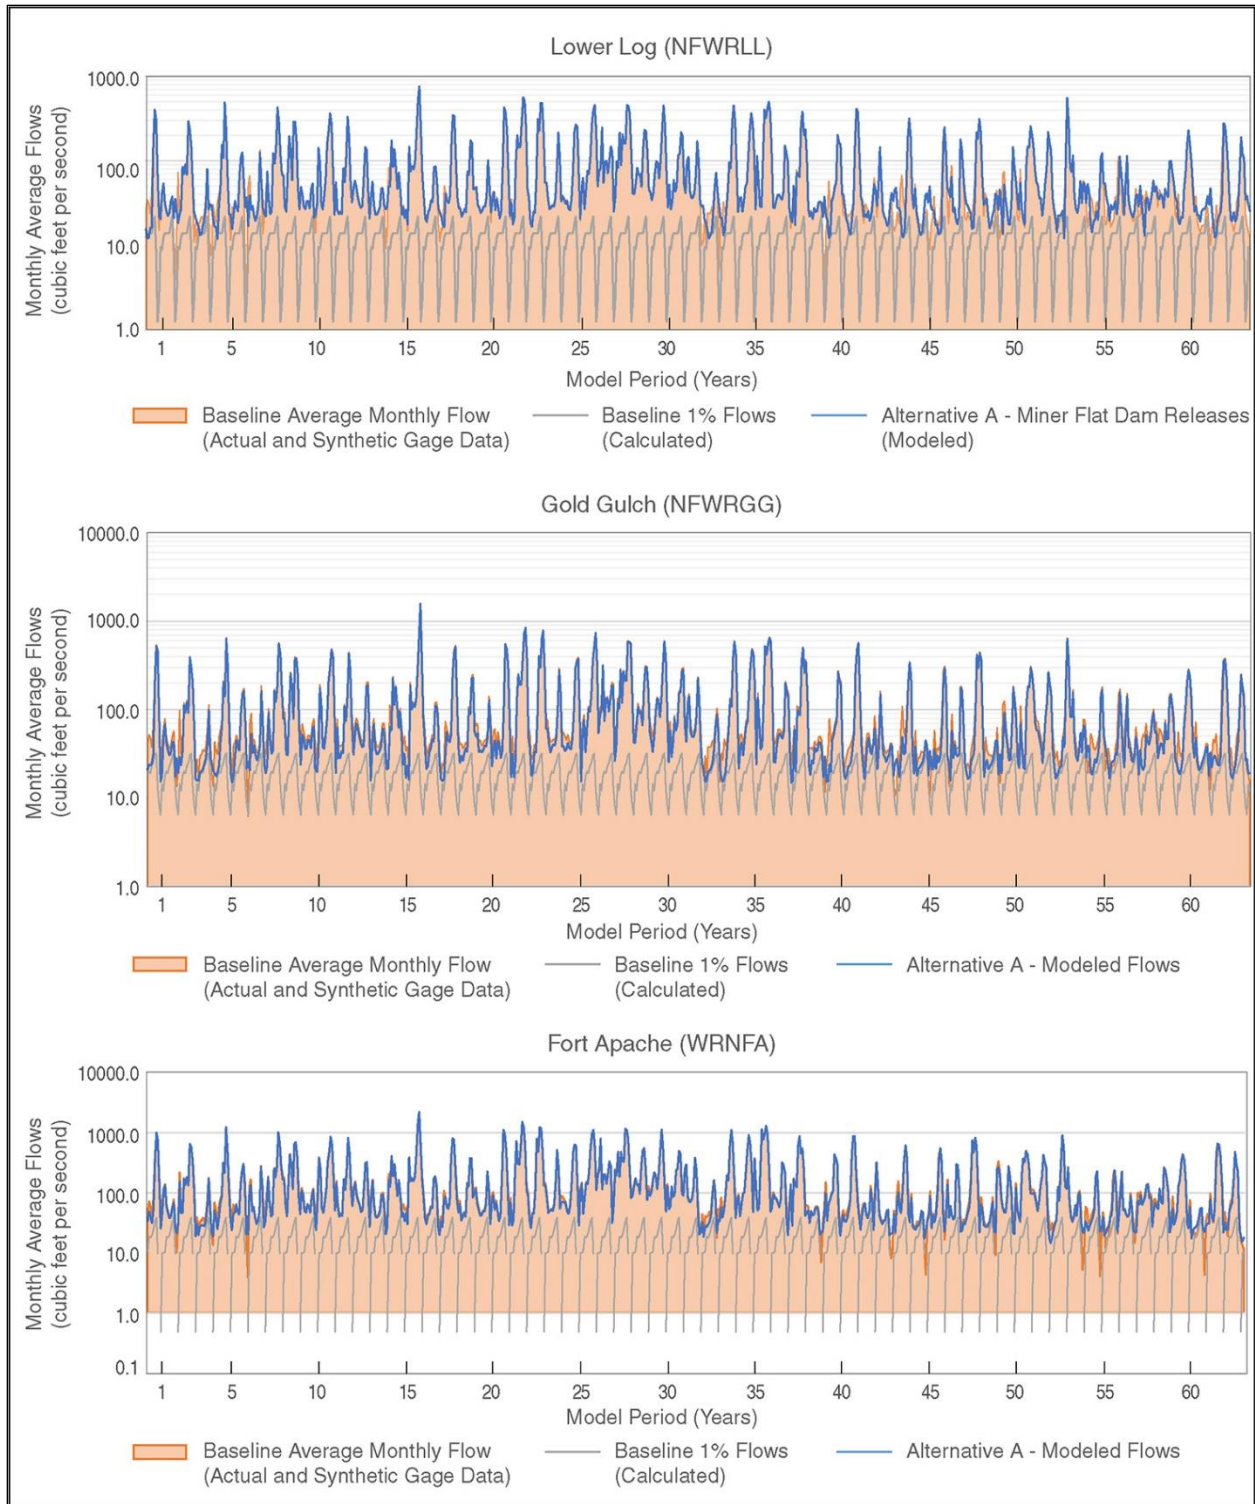 Lower Log (NFWRLL)
Monthly Average Flows
(cubic feet per second)
1000.0
100.0
10.0
1.0
1 5 10 15 20 25 30 35 40 45 50 55 60
Model Period (Years)
Baseline Average Monthly Flow
(Actual and Synthetic Gage Data)
Baseline 1% Flows
(Calculated)
Alternative A - Miner Flat Dam Releases
(Modeled)
Gold Gulch (NFWRGG)
Monthly Average Flows
(cubic feet per second)
10000.0
1000.0
100.0
10.0
1.0
1 5 10 15 20 25 30 35 40 45 50 55 60
Model Period (Years)
Baseline Average Monthly Flow
(Actual and Synthetic Gage Data)
Baseline 1% Flows
(Calculated)
Alternative A - Modeled Flows
Fort Apache (WRNFA)
Monthly Average Flows
(cubic feet per second)
10000.0
1000.0
100.0
10.0
1.0
0.1
1 5 10 15 20 25 30 35 40 45 50 55 60
Model Period (Years)
Baseline Average Monthly Flow
(Actual and Synthetic Gage Data)
Baseline 1% Flows
(Calculated)
Alternative A - Modeled Flows